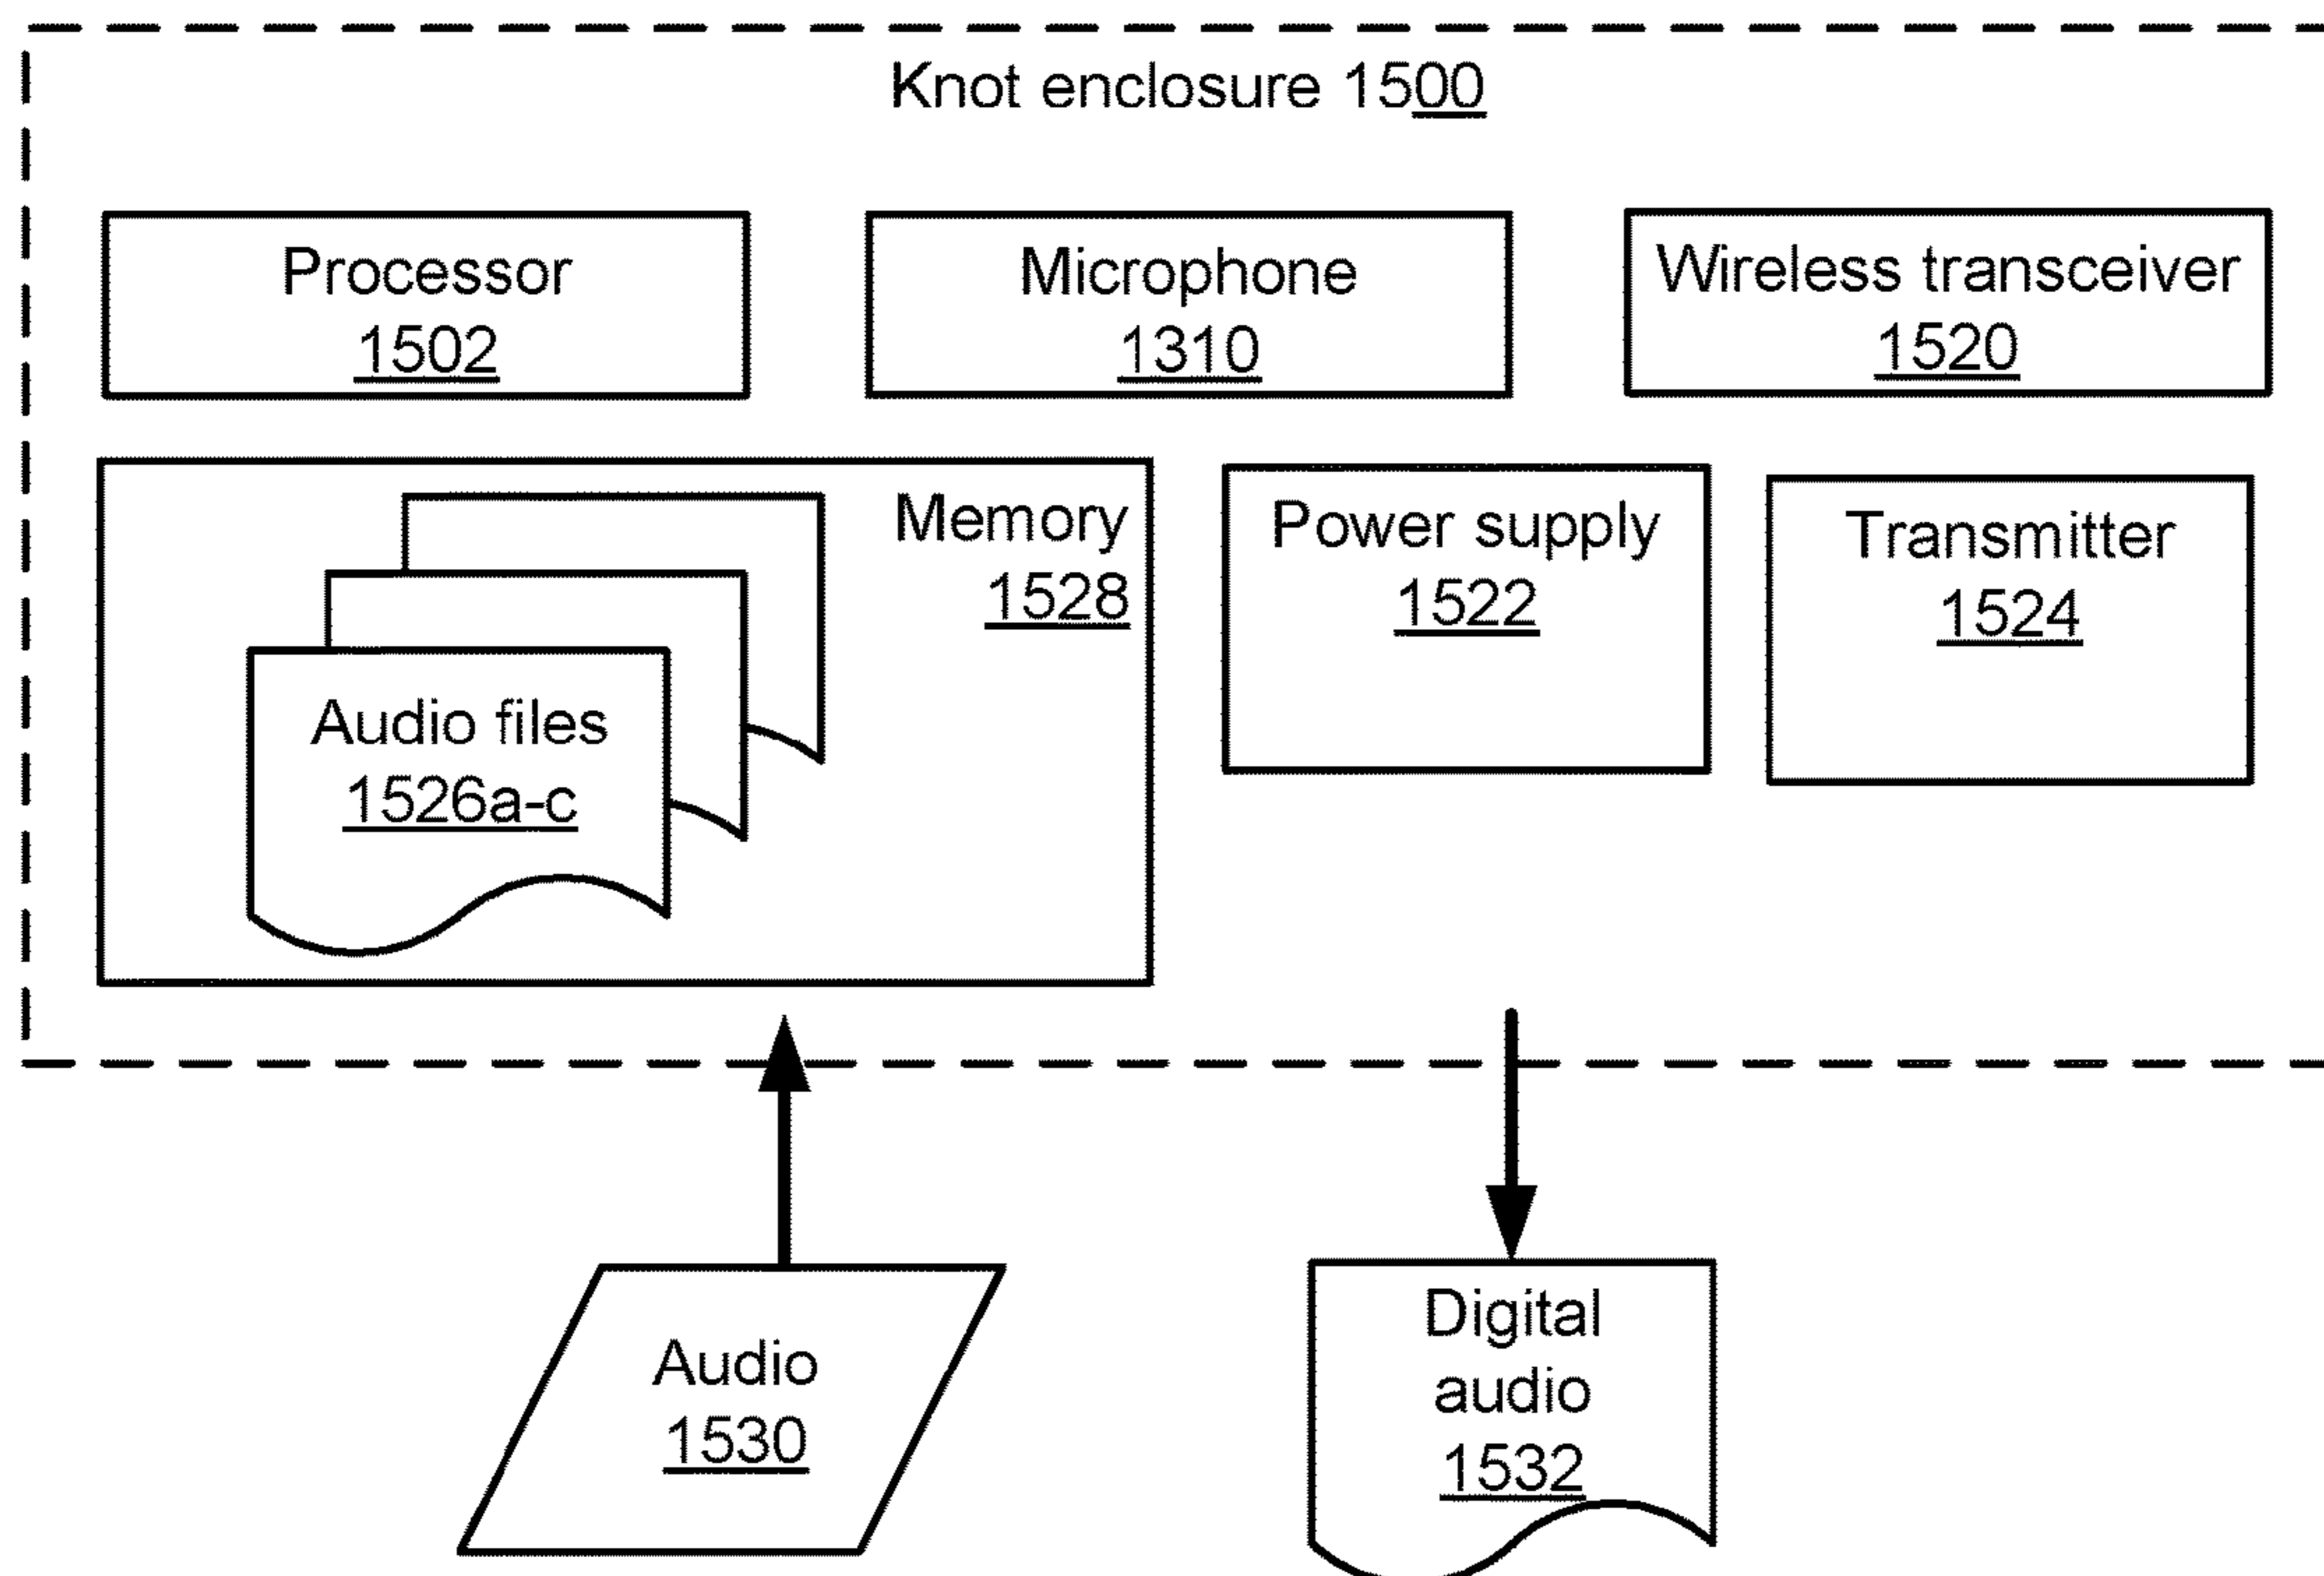 Knot enclosure 1500
Processor
1502
Microphone
1310
Wireless transceiver
1520
Memory
1528
Audio files
1526a-c
Power supply
1522
Transmitter
1524
Audio
1530
Digital
audio
1532